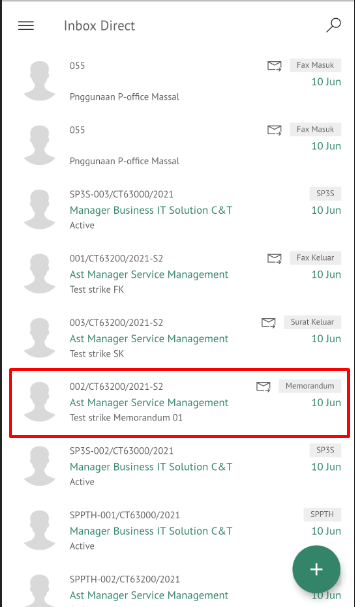 Inbox Direct
055
Fax Masuk
10 Jun
Pnggunaan P-office Massal
055
Fax Masuk
10 Jun
Pnggunaan P-office Massal
SP3S-003/CT63000/2021
SP3S
Manager Business IT Solution C&T
10 Jun
Active
001/CT63200/2021-S2
Fax Keluar
Ast Manager Service Management
10 Jun
Test strike FK
003/CT63200/2021-S2
Surat Keluar
Ast Manager Service Management
10 Jun
Test strike SK
002/CT63200/2021-S2
Memorandum
Ast Manager Service Management
10 Jun
Test strike Memorandum 01
SP3S-002/CT63000/2021
SP3S
Manager Business IT Solution C&T
10 Jun
Active
SPPTH-001/CT63000/2021
SPPTH
Manager Business IT Solution C&T
10 Jun
Active
SPPTH-002/CT63200/2021
Ast Manager Service Management
Active